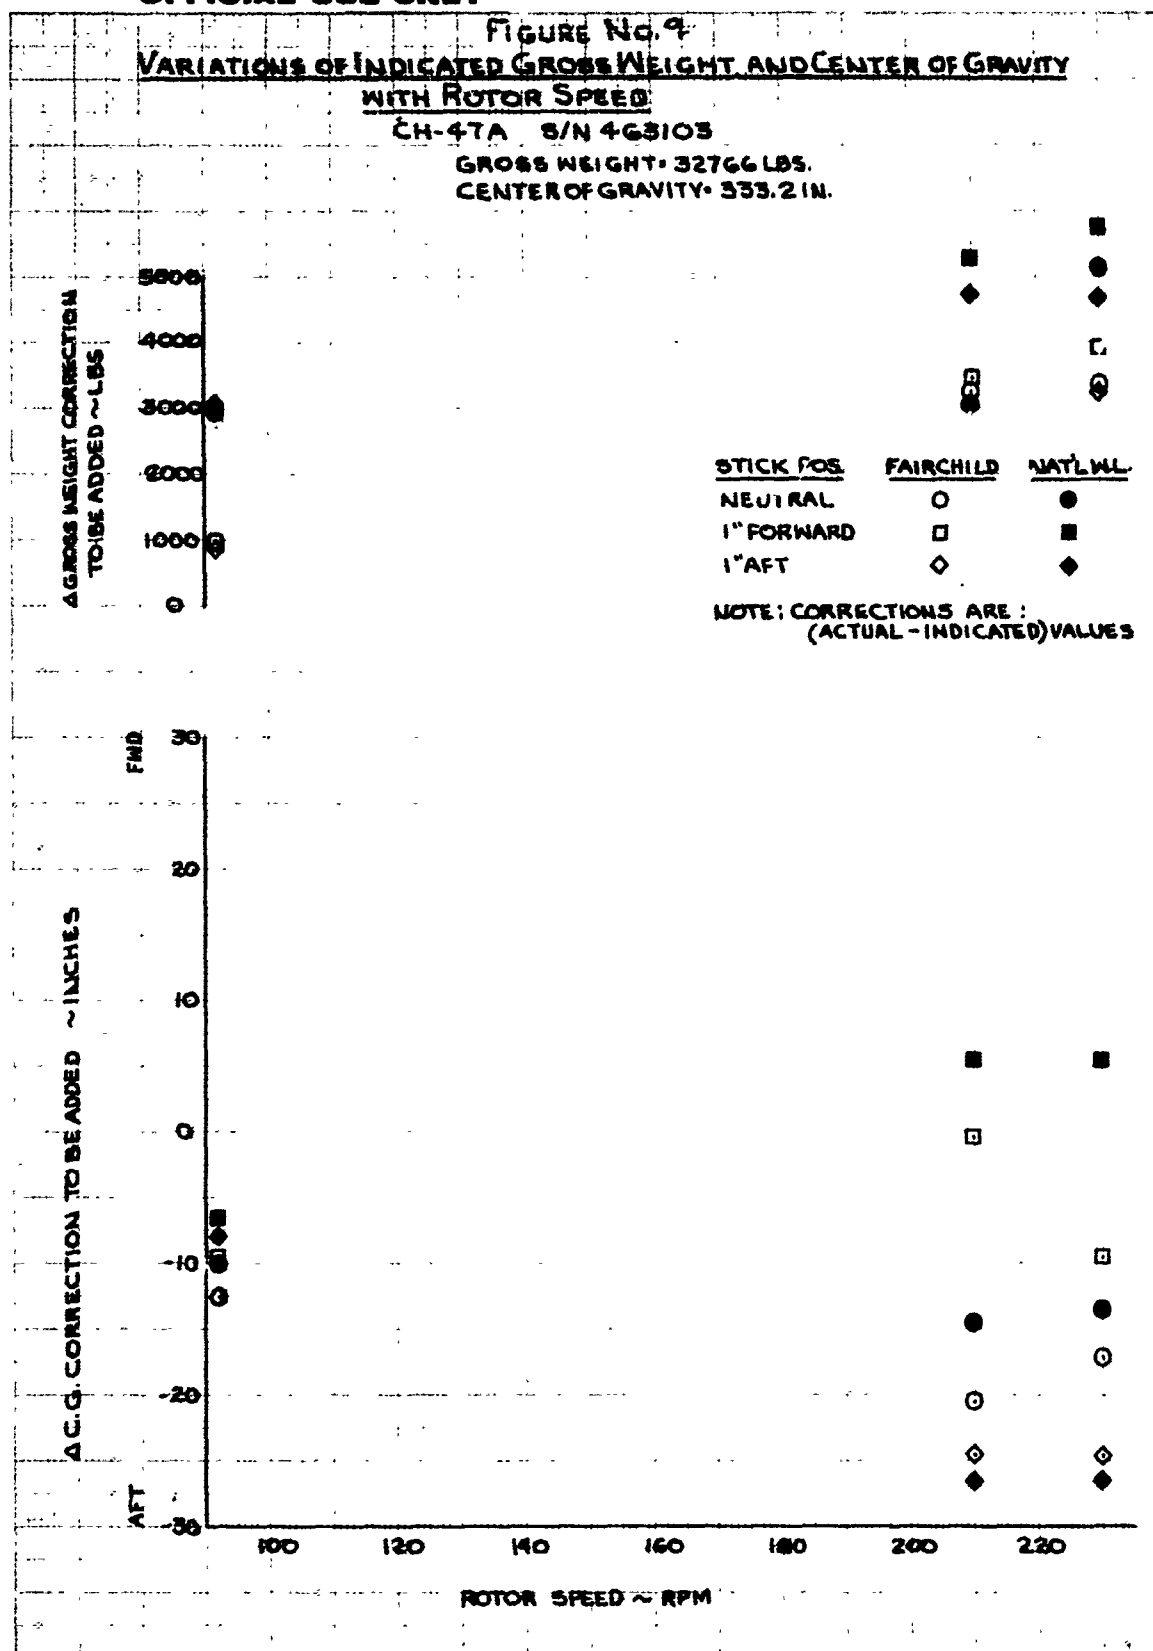 OFFICIAL USE ONLY
FIGURE NO. 9
VARIATIONS OF INDICATED GROSS WEIGHT AND CENTER OF GRAVITY
WITH ROTOR SPEED
CH-47A S/N 463103
GROSS WEIGHT = 32766 LBS.
CENTER OF GRAVITY = 333.2 IN.
Δ GROSS WEIGHT CORRECTION
TO BE ADDED ~ LBS
5000
4000
3000
2000
1000
0
STICK POS. FAIRCHILD NAT'L W.L.
NEUTRAL
1" FORWARD
1" AFT
NOTE: CORRECTIONS ARE :
(ACTUAL - INDICATED) VALUES
Δ C.G. CORRECTION TO BE ADDED ~ INCHES
FWD
AFT
30
20
10
0
-10
-20
-30
100 120 140 160 180 200 220
ROTOR SPEED ~ RPM